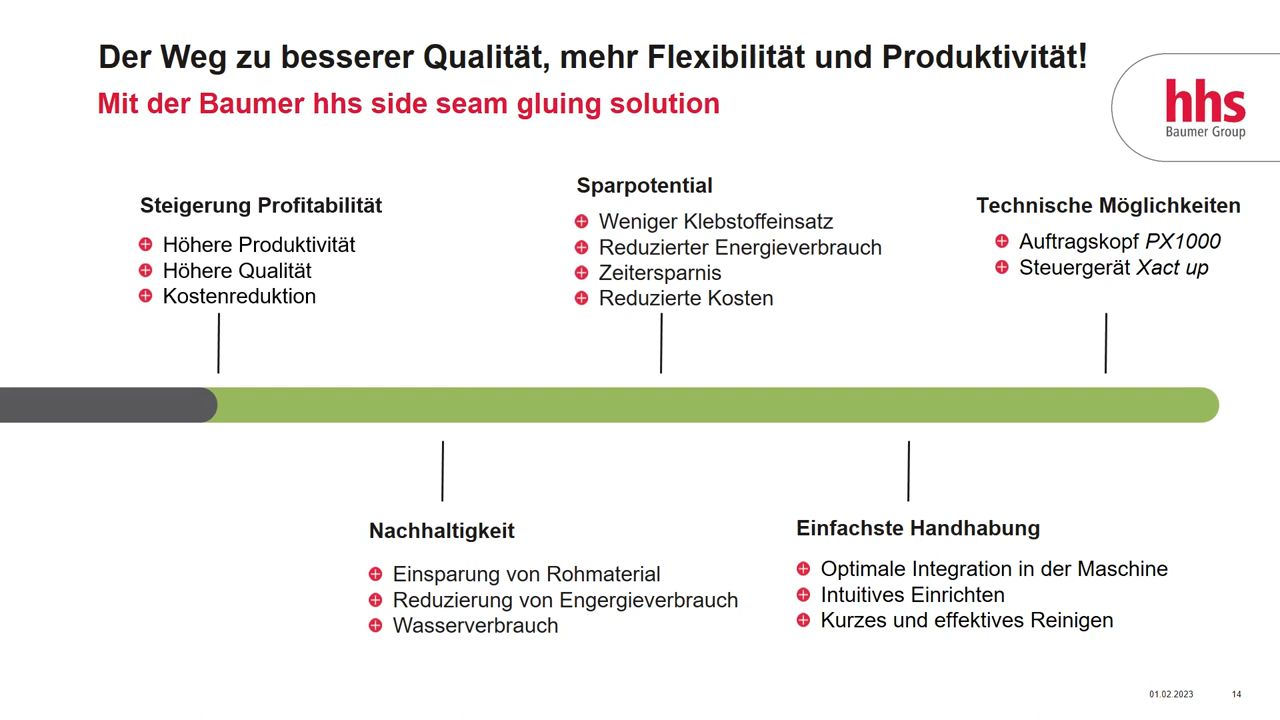 Der Weg zu besserer Qualität, mehr Flexibilität und Produktivität!
Mit der Baumer hhs side seam gluing solution
hhs
Baumer Group
Steigerung Profitabilität
Höhere Produktivität
Höhere Qualität
Kostenreduktion
Sparpotential
Weniger Klebstoffeinsatz
Reduzierter Energieverbrauch
Zeitersparnis
Reduzierte Kosten
Technische Möglichkeiten
Auftragskopf PX1000
Steuergerät Xact up
Nachhaltigkeit
Einsparung von Rohmaterial
Reduzierung von Engergieverbrauch
Wasserverbrauch
Einfachste Handhabung
Optimale Integration in der Maschine
Intuitives Einrichten
Kurzes und effektives Reinigen
01.02.2023
14